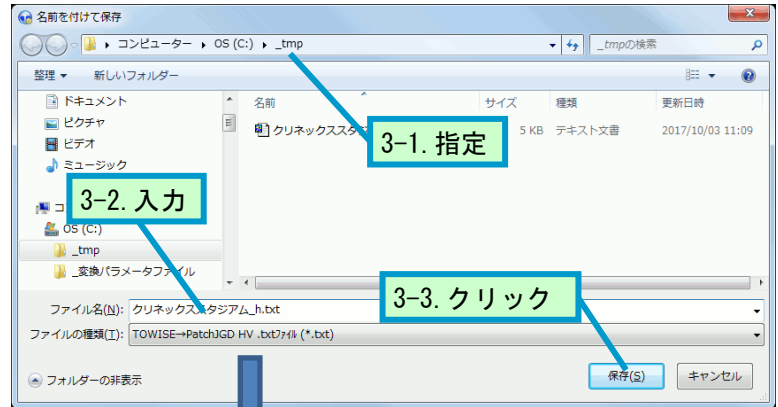 名前を付けて保存
コンピューター ▸ OS (C:) ▸ _tmp
_tmpの検索
整理 新しいフォルダー
名前 サイズ 種類 更新日時
ドキュメント
ピクチャ
ビデオ
ミュージック
クリネックスス 5 KB テキスト文書 2017/10/03 11:09
3-1. 指定
3-2. 入力
OS (C:)
_tmp
_変換パラメータファイル
3-3. クリック
ファイル名(N): クリネックススタジアム_h.txt
ファイルの種類(T): TOWISE→PatchJGD HV .txtファイル (*.txt)
フォルダーの非表示
保存(S)
キャンセル